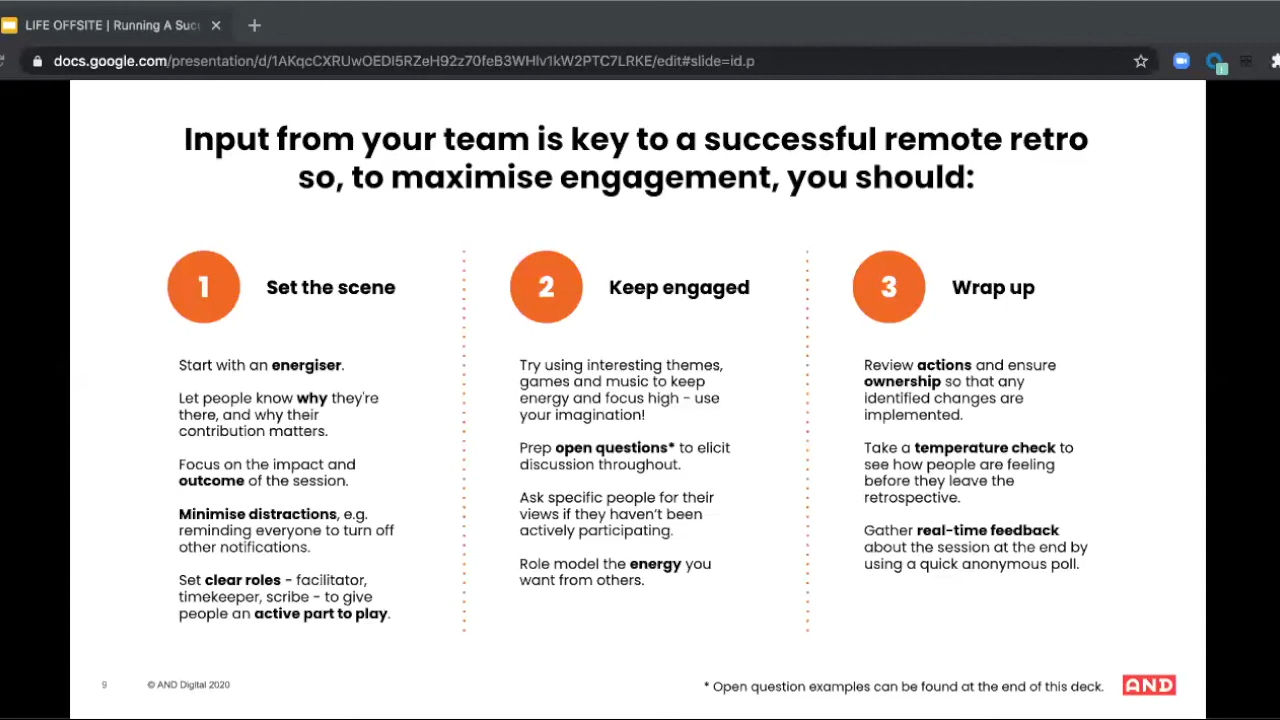 LIFE OFFSITE | Running A Suc
docs.google.com/presentation/d/1AKqcCXRUwOEDI5RZeH92z70feB3WHlv1kW2PTC7LRKE/edit#slide=id.p
Input from your team is key to a successful remote retro
so, to maximise engagement, you should:
1 Set the scene
Start with an energiser.
Let people know why they're
there, and why their
contribution matters.
Focus on the impact and
outcome of the session.
Minimise distractions, e.g.
reminding everyone to turn off
other notifications.
Set clear roles - facilitator,
timekeeper, scribe - to give
people an active part to play.
2 Keep engaged
Try using interesting themes,
games and music to keep
energy and focus high - use
your imagination!
Prep open questions* to elicit
discussion throughout.
Ask specific people for their
views if they haven't been
actively participating.
Role model the energy you
want from others.
3 Wrap up
Review actions and ensure
ownership so that any
identified changes are
implemented.
Take a temperature check to
see how people are feeling
before they leave the
retrospective.
Gather real-time feedback
about the session at the end by
using a quick anonymous poll.
9 © AND Digital 2020
* Open question examples can be found at the end of this deck.
AND